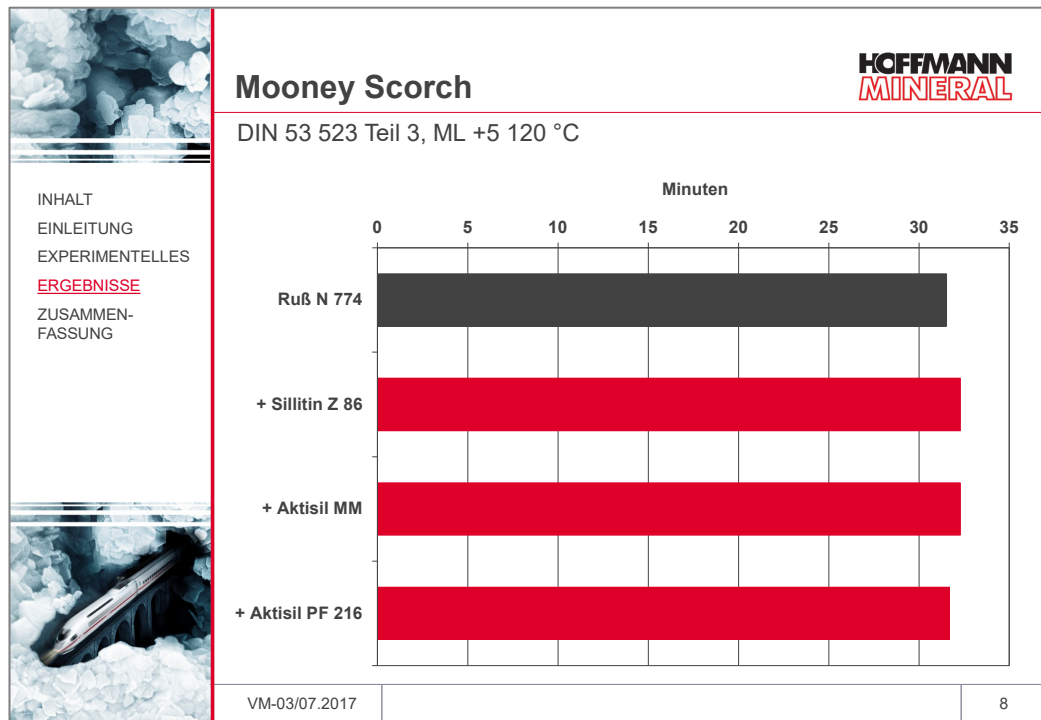 HOFFMANN
MINERAL
Mooney Scorch
DIN 53 523 Teil 3, ML +5 120 °C
INHALT
EINLEITUNG
EXPERIMENTELLES
ERGEBNISSE
ZUSAMMEN-
FASSUNG
Minuten
0 5 10 15 20 25 30 35
Ruß N 774
+ Sillitin Z 86
+ Aktisil MM
+ Aktisil PF 216
VM-03/07.2017
8